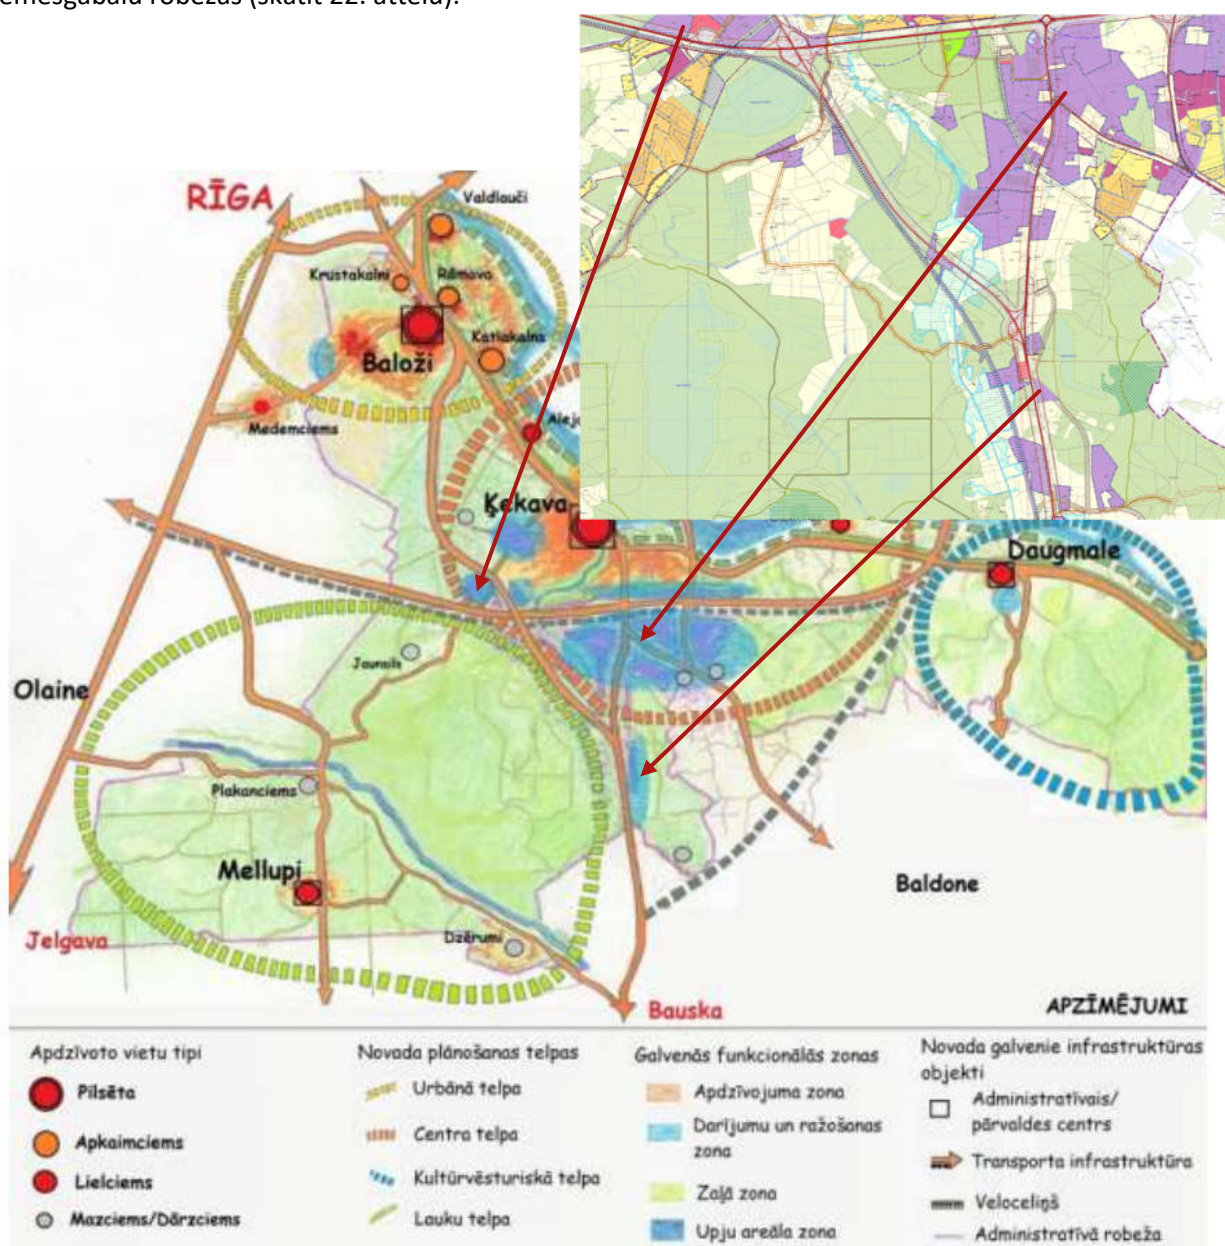 zemesgabalu robežās (skatīt 22. attēlu).
RĪGA
Valdlauči
Krustakalni
Rāmava
Katlakalns
Baloži
Medemciems
Alejas
Ķekava
Daugmale
Jaunsils
Olaine
Plakanciems
Mellupi
Baldone
Jelgava
Dzērumi
Bauska
APZĪMĒJUMI
Apdzīvoto vietu tipi
Pilsēta
Apkaimciems
Lielciems
Mazciems/Dārzciems
Novada plānošanas telpas
Urbānā telpa
Centra telpa
Kultūrvēsturiskā telpa
Lauku telpa
Galvenās funkcionālās zonas
Apdzīvojuma zona
Darījumu un ražošanas
zona
Zaļā zona
Upju areāla zona
Novada galvenie infrastruktūras
objekti
Administratīvais/
pārvaldes centrs
Transporta infrastruktūra
Veloceliņš
Administratīvā robeža